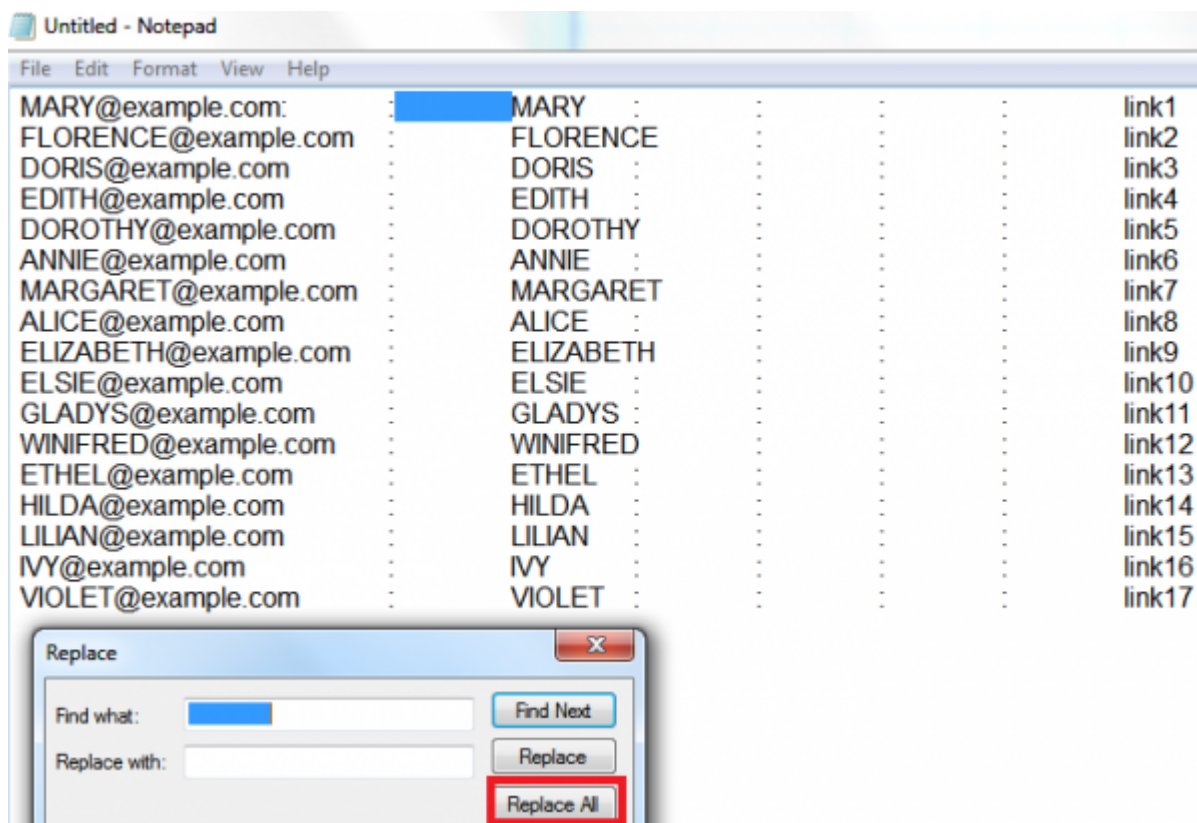 Untitled - Notepad
File Edit Format View Help
MARY@example.com: : MARY : : : : link1
FLORENCE@example.com : FLORENCE : : : link2
DORIS@example.com : DORIS : : : : link3
EDITH@example.com : EDITH : : : : link4
DOROTHY@example.com : DOROTHY : : : link5
ANNIE@example.com : ANNIE : : : : link6
MARGARET@example.com : MARGARET : : : link7
ALICE@example.com : ALICE : : : : link8
ELIZABETH@example.com : ELIZABETH : : : link9
ELSIE@example.com : ELSIE : : : : link10
GLADYS@example.com : GLADYS : : : : link11
WINIFRED@example.com : WINIFRED : : : link12
ETHEL@example.com : ETHEL : : : : link13
HILDA@example.com : HILDA : : : : link14
LILIAN@example.com : LILIAN : : : : link15
IVY@example.com : IVY : : : : link16
VIOLET@example.com : VIOLET : : : : link17
Replace
Find what: Find Next
Replace with: Replace
Replace All